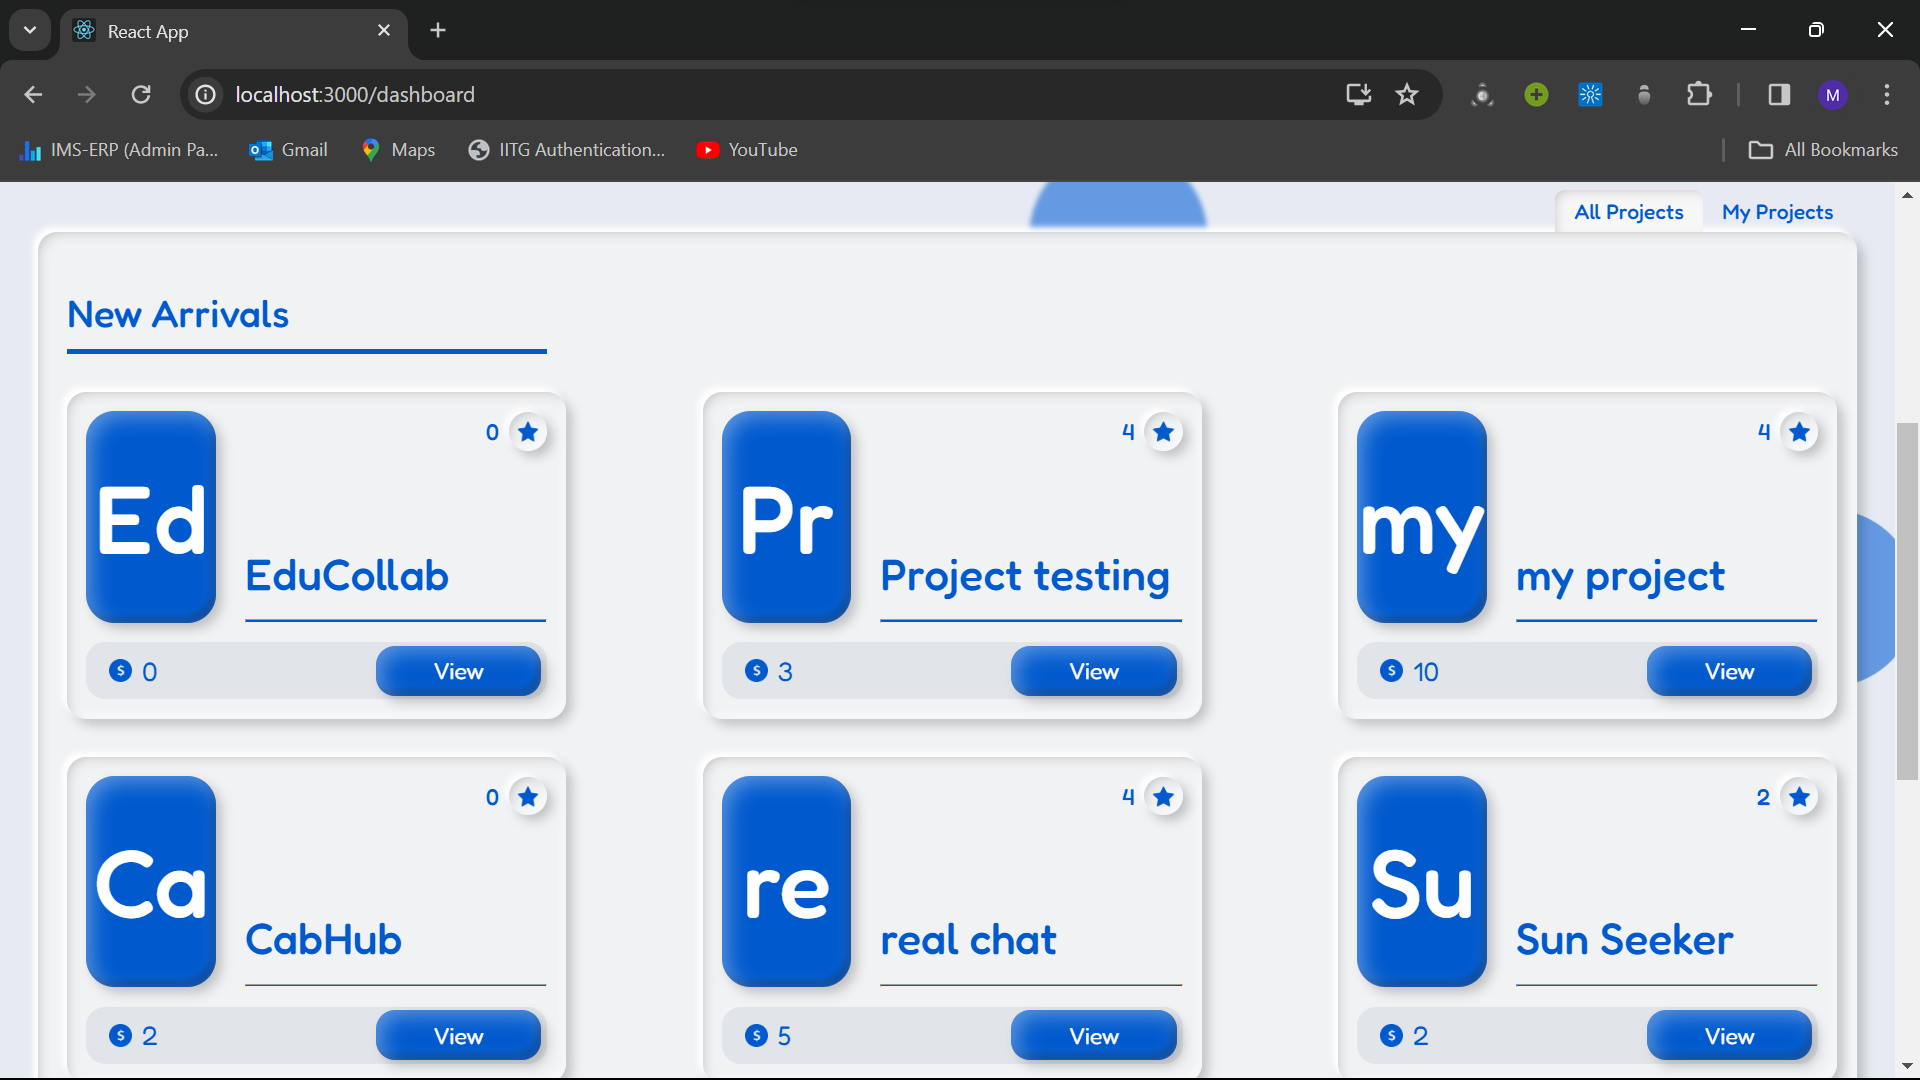 React App
localhost:3000/dashboard
M
IMS-ERP (Admin Pa...
Gmail
Maps
IITG Authentication...
YouTube
All Bookmarks
All Projects
My Projects
New Arrivals
Ed
0
EduCollab
$ 0
View
Pr
4
Project testing
$ 3
View
my
4
my project
$ 10
View
Ca
0
CabHub
$ 2
View
re
4
real chat
$ 5
View
Su
2
Sun Seeker
$ 2
View